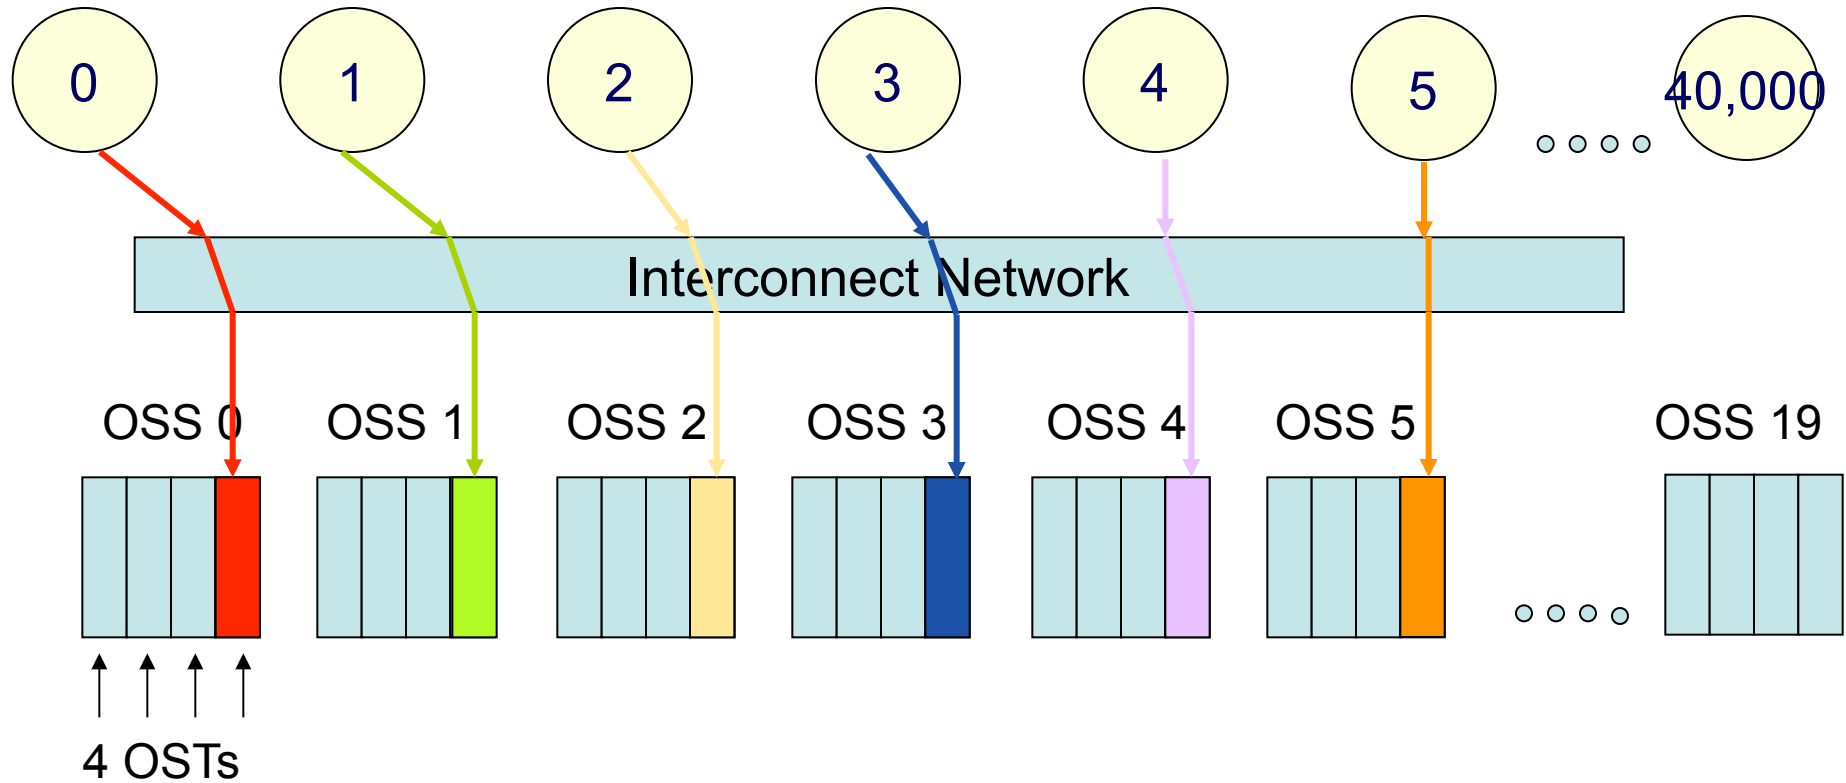 0 1 2 3 4 5 40,000
Interconnect Network
OSS 0 OSS 1 OSS 2 OSS 3 OSS 4 OSS 5 OSS 19
4 OSTs